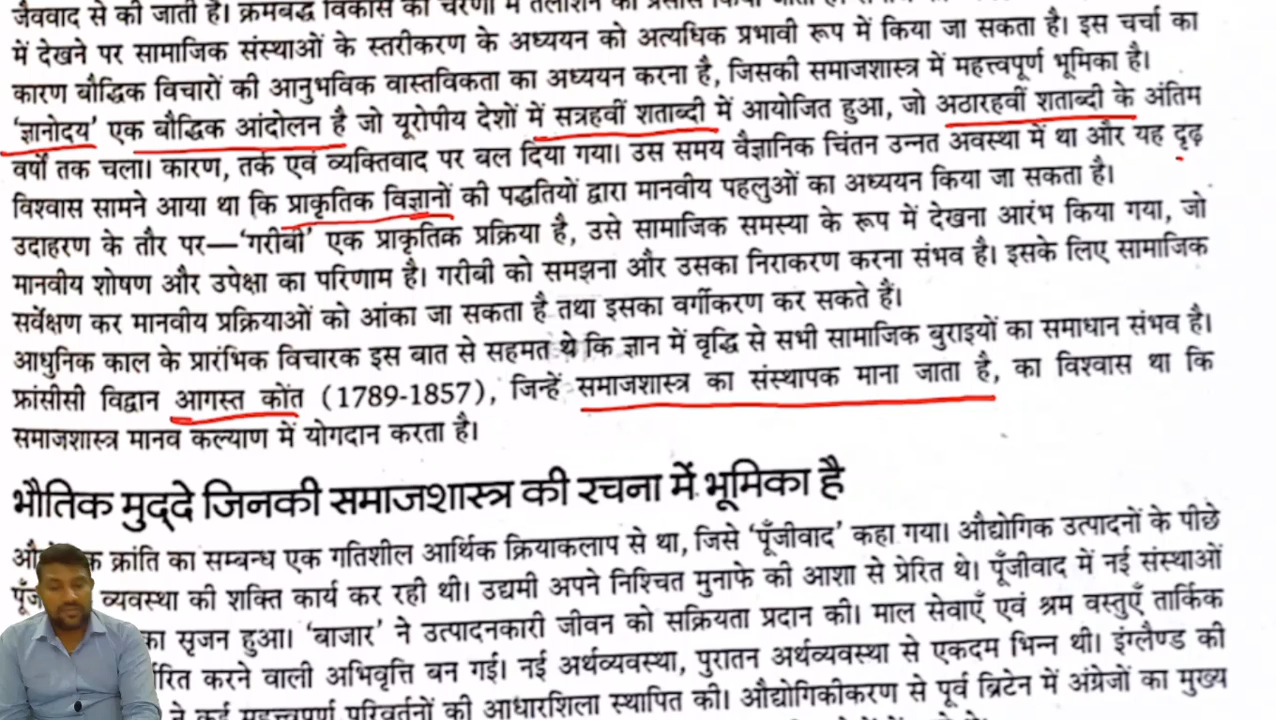 जैववाद से की जाती है। क्रमबद्ध विकास को चरणों में तलाशने का प्रयास किया जाता
में देखने पर सामाजिक संस्थाओं के स्तरीकरण के अध्ययन को अत्यधिक प्रभावी रूप में किया जा सकता है। इस चर्चा का
कारण बौद्धिक विचारों की आनुभविक वास्तविकता का अध्ययन करना है, जिसकी समाजशास्त्र में महत्त्वपूर्ण भूमिका है।
'ज्ञानोदय' एक बौद्धिक आंदोलन है जो यूरोपीय देशों में सत्रहवीं शताब्दी में आयोजित हुआ, जो अठारहवीं शताब्दी के अंतिम
वर्षों तक चला। कारण, तर्क एवं व्यक्तिवाद पर बल दिया गया। उस समय वैज्ञानिक चिंतन उन्नत अवस्था में था और यह दृढ़
विश्वास सामने आया था कि प्राकृतिक विज्ञानों की पद्धतियों द्वारा मानवीय पहलुओं का अध्ययन किया जा सकता है।
उदाहरण के तौर पर—'गरीबी' एक प्राकृतिक प्रक्रिया है, उसे सामाजिक समस्या के रूप में देखना आरंभ किया गया, जो
मानवीय शोषण और उपेक्षा का परिणाम है। गरीबी को समझना और उसका निराकरण करना संभव है। इसके लिए सामाजिक
सर्वेक्षण कर मानवीय प्रक्रियाओं को आंका जा सकता है तथा इसका वर्गीकरण कर सकते हैं।
आधुनिक काल के प्रारंभिक विचारक इस बात से सहमत थे कि ज्ञान में वृद्धि से सभी सामाजिक बुराइयों का समाधान संभव है।
फ्रांसीसी विद्वान आगस्त कोंत (1789-1857), जिन्हें समाजशास्त्र का संस्थापक माना जाता है, का विश्वास था कि
समाजशास्त्र मानव कल्याण में योगदान करता है।
भौतिक मुद्दे जिनकी समाजशास्त्र की रचना में भूमिका है
क्रांति का सम्बन्ध एक गतिशील आर्थिक क्रियाकलाप से था, जिसे 'पूँजीवाद' कहा गया। औद्योगिक उत्पादनों के पीछे
व्यवस्था की शक्ति कार्य कर रही थी। उद्यमी अपने निश्चित मुनाफे की आशा से प्रेरित थे। पूँजीवाद में नई संस्थाओं
का सृजन हुआ। 'बाजार' ने उत्पादनकारी जीवन को सक्रियता प्रदान की। माल सेवाएँ एवं श्रम वस्तुएँ तार्किक
करने वाली अभिवृत्ति बन गई। नई अर्थव्यवस्था, पुरातन अर्थव्यवस्था से एकदम भिन्न थी। इंग्लैण्ड की
ने कई महत्त्वपूर्ण परिवर्तनों की आधारशिला स्थापित की। औद्योगिकीकरण से पूर्व ब्रिटेन में अंग्रेजों का मुख्य